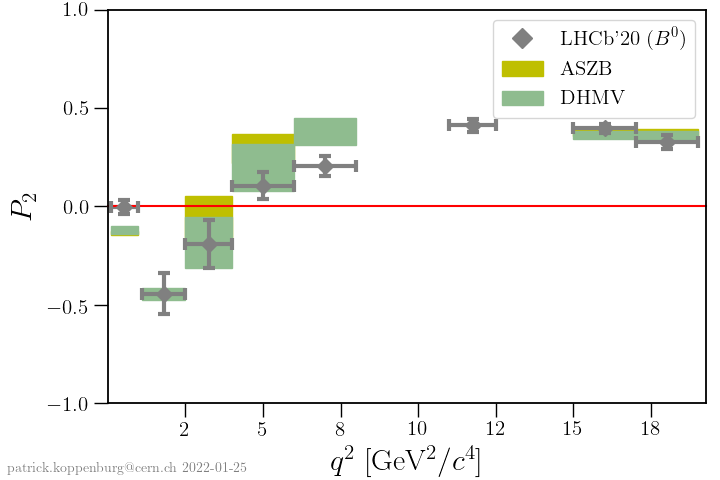 1.0
0.5
0.0
−0.5
−1.0
P₂
LHCb'20 (B⁰)
ASZB
DHMV
2 5 8 10 12 15 18
q² [GeV²/c⁴]
patrick.koppenburg@cern.ch 2022-01-25